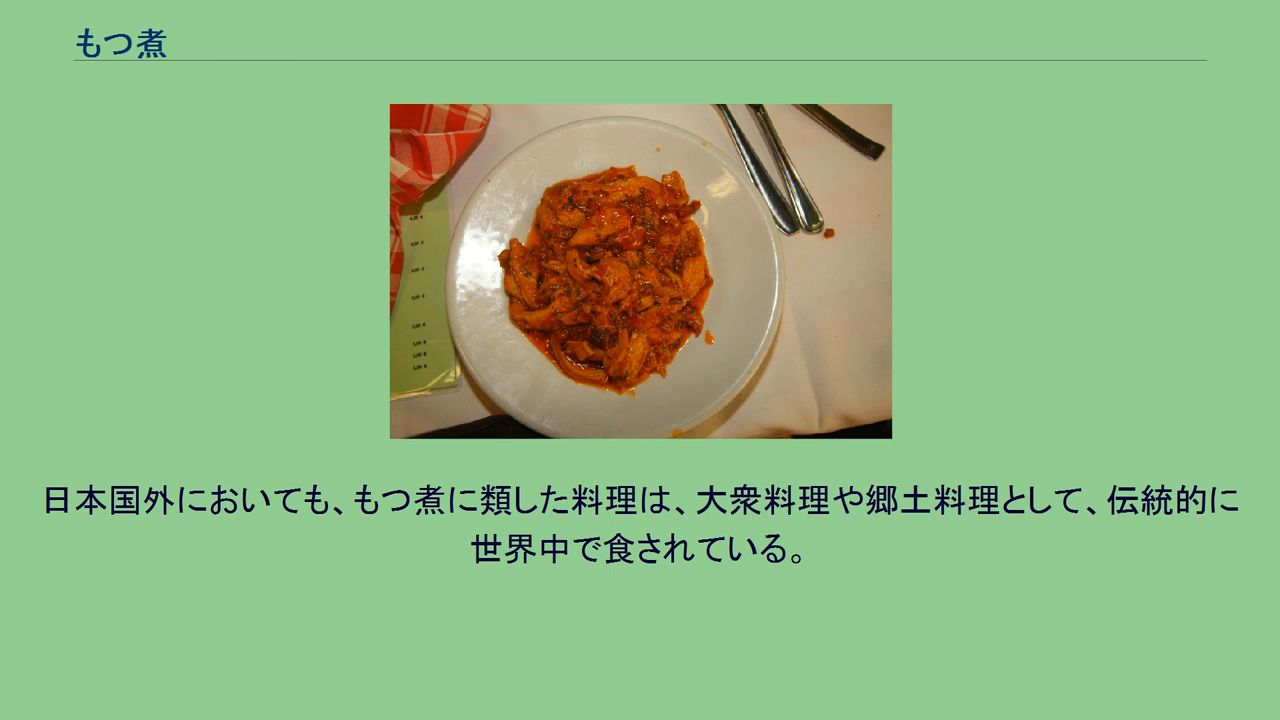 もつ煮
日本国外においても、もつ煮に類した料理は、大衆料理や郷土料理として、伝統的に
世界中で食されている。